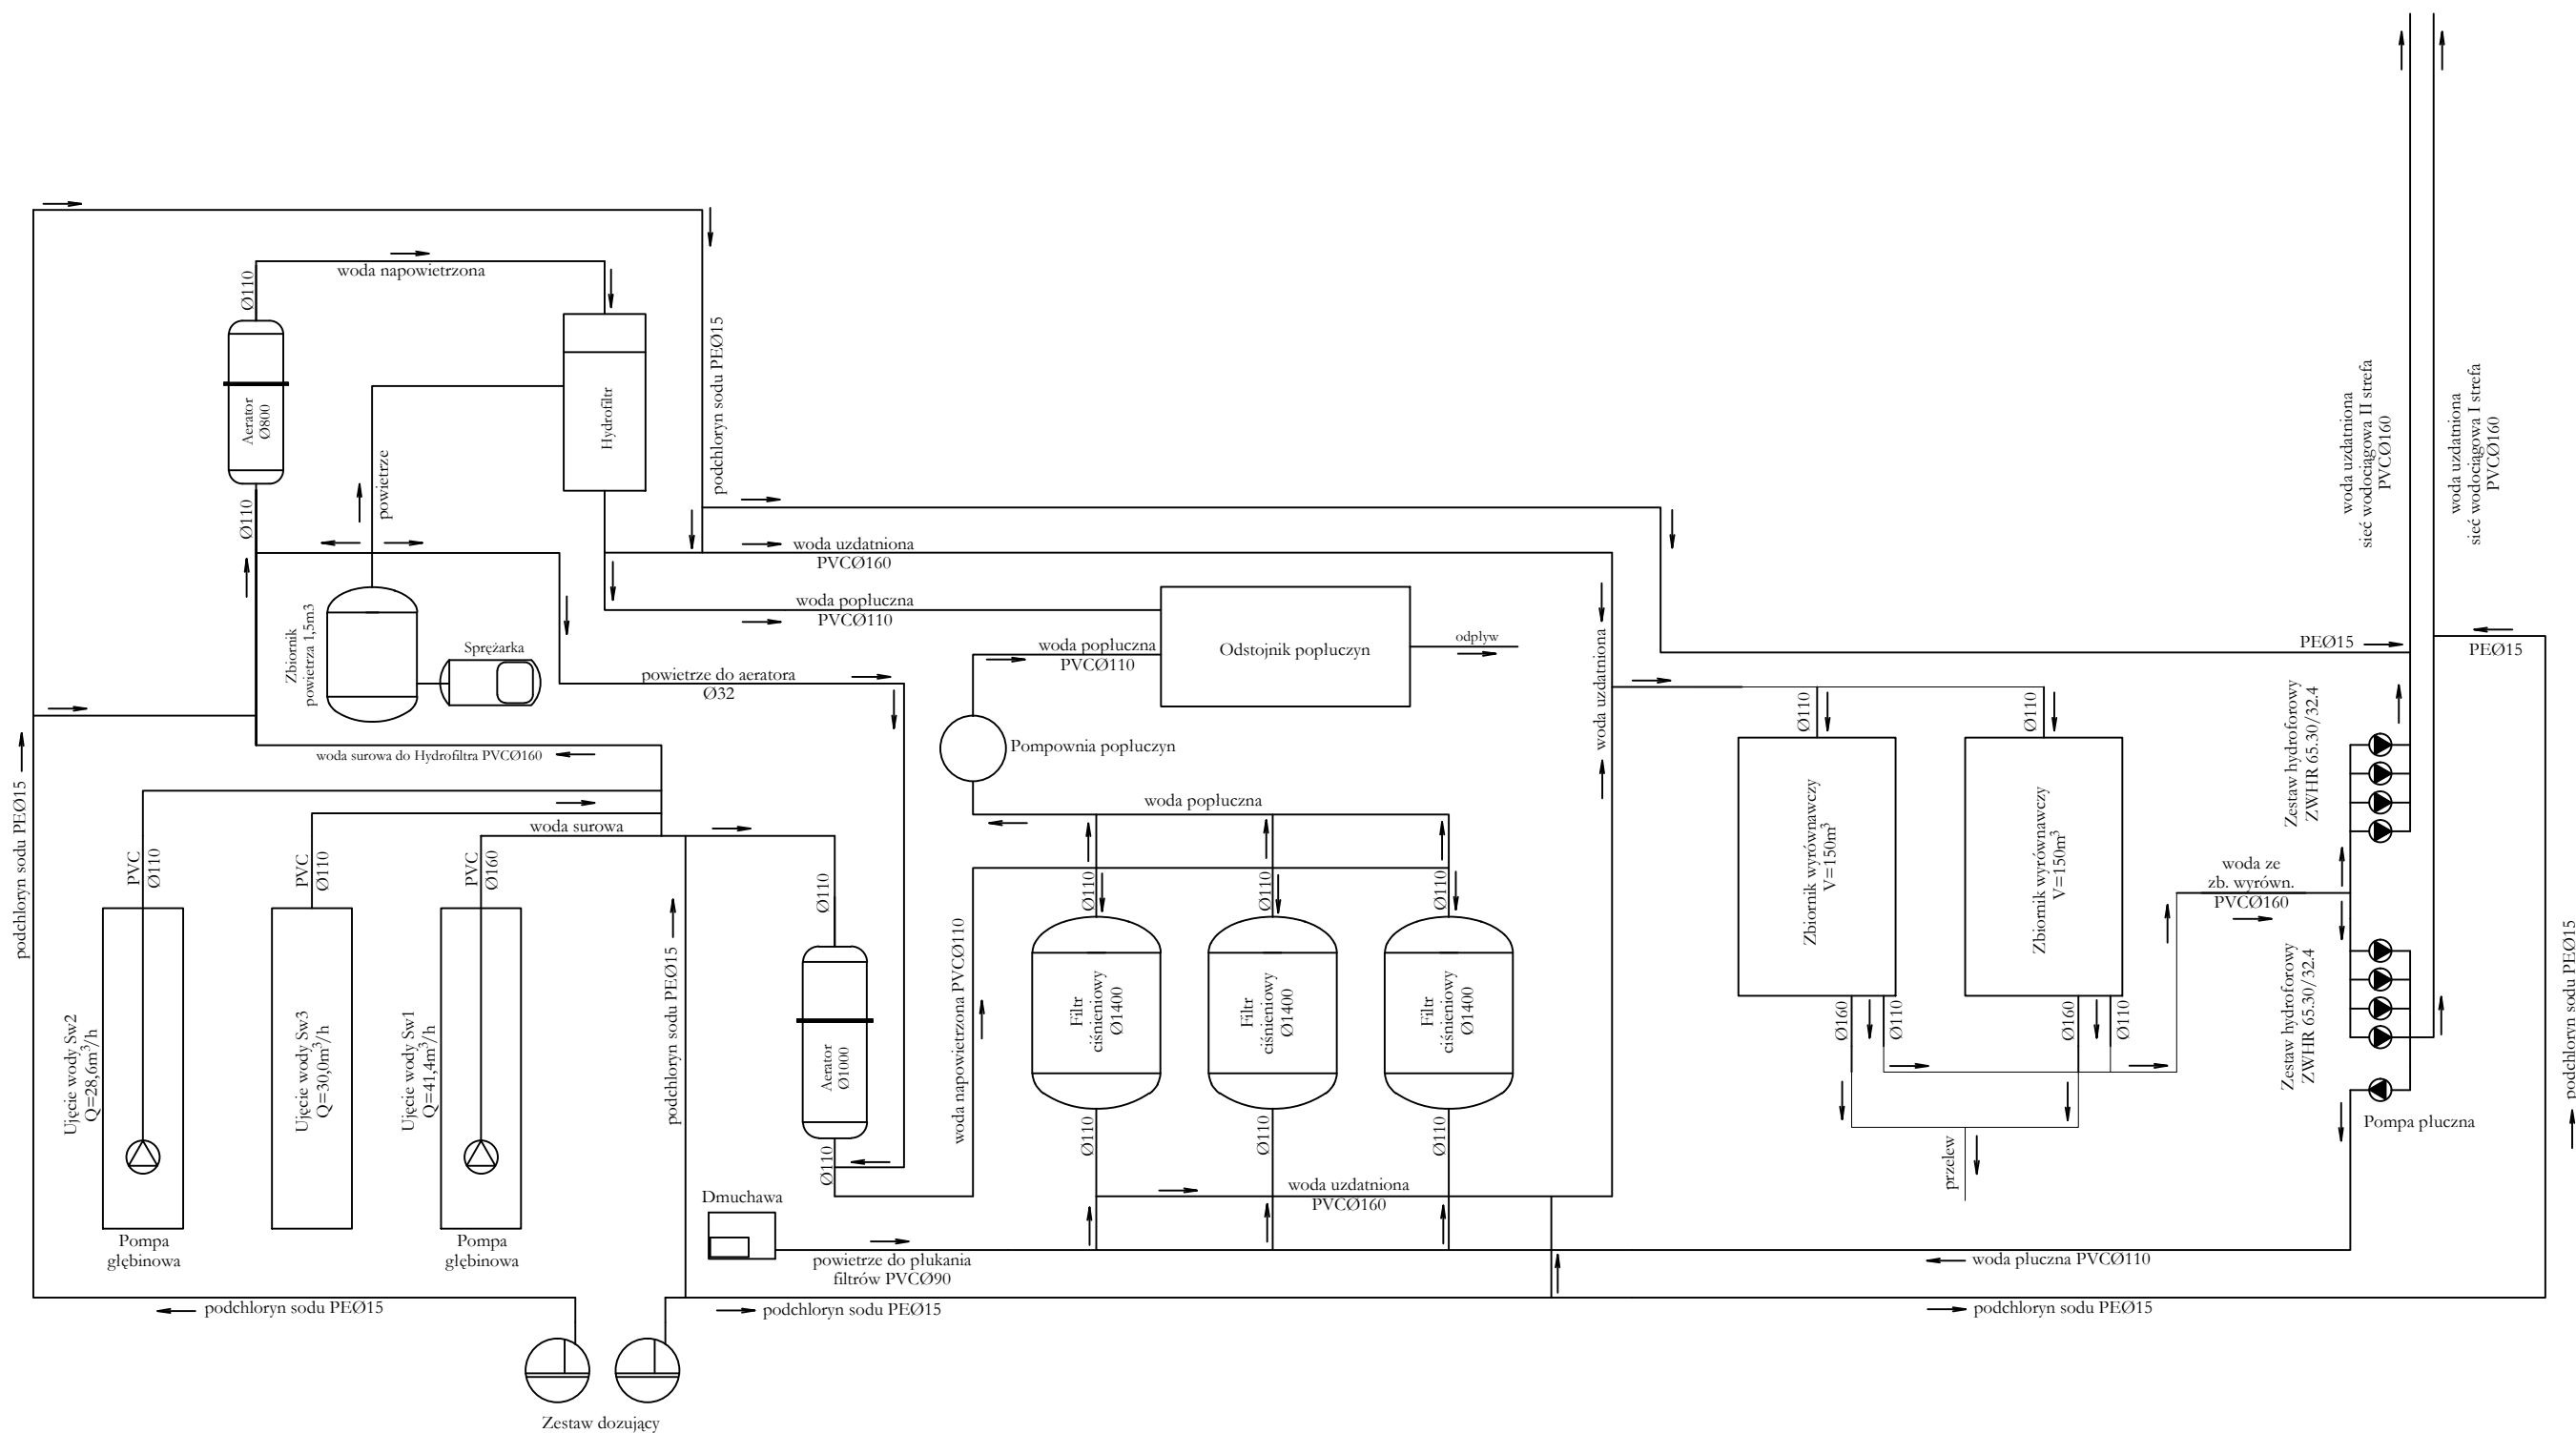 woda napowietrzona
Ø110
Aerator
Ø800
Ø110
Hydrofiltr
powietrze
podchloryn sodu PEØ15
woda uzdatniona
PVCØ160
woda popłuczna
PVCØ110
woda popłuczna
PVCØ110
Odstojnik popłuczyn
odpływ
Zbiornik
powietrza 1,5m3
Sprężarka
powietrze do aeratora
Ø32
Pompownia popłuczyn
woda surowa do Hydrofiltra PVCØ160
podchloryn sodu PEØ15
woda surowa
PVC
Ø110
PVC
Ø110
PVC
Ø160
Ujęcie wody Sw2
Q=28,6m³/h
Ujęcie wody Sw3
Q=30,0m³/h
Ujęcie wody Sw1
Q=41,4m³/h
Pompa
głębinowa
Pompa
głębinowa
podchloryn sodu PEØ15
Ø110
Aerator
Ø1000
Ø110
woda napowietrzona PVCØ110
woda popłuczna
Ø110
Ø110
Ø110
Filtr
ciśnieniowy
Ø1400
Filtr
ciśnieniowy
Ø1400
Filtr
ciśnieniowy
Ø1400
Ø110
Ø110
Ø110
woda uzdatniona
PVCØ160
Dmuchawa
powietrze do płukania
filtrów PVCØ90
podchloryn sodu PEØ15
podchloryn sodu PEØ15
Zestaw dozujący
woda uzdatniona
Ø110
Ø110
Zbiornik wyrównawczy
V=150m³
Zbiornik wyrównawczy
V=150m³
Ø160
Ø110
Ø160
Ø110
przelew
woda ze
zb. wyrówn.
PVCØ160
woda płuczna PVCØ110
podchloryn sodu PEØ15
woda uzdatniona
sieć wodociągowa II strefa
PVCØ160
woda uzdatniona
sieć wodociągowa I strefa
PVCØ160
PEØ15
PEØ15
Zestaw hydroforowy
ZWHR 65.30/32.4
Zestaw hydroforowy
ZWHR 65.30/32.4
Pompa płuczna
podchloryn sodu PEØ15